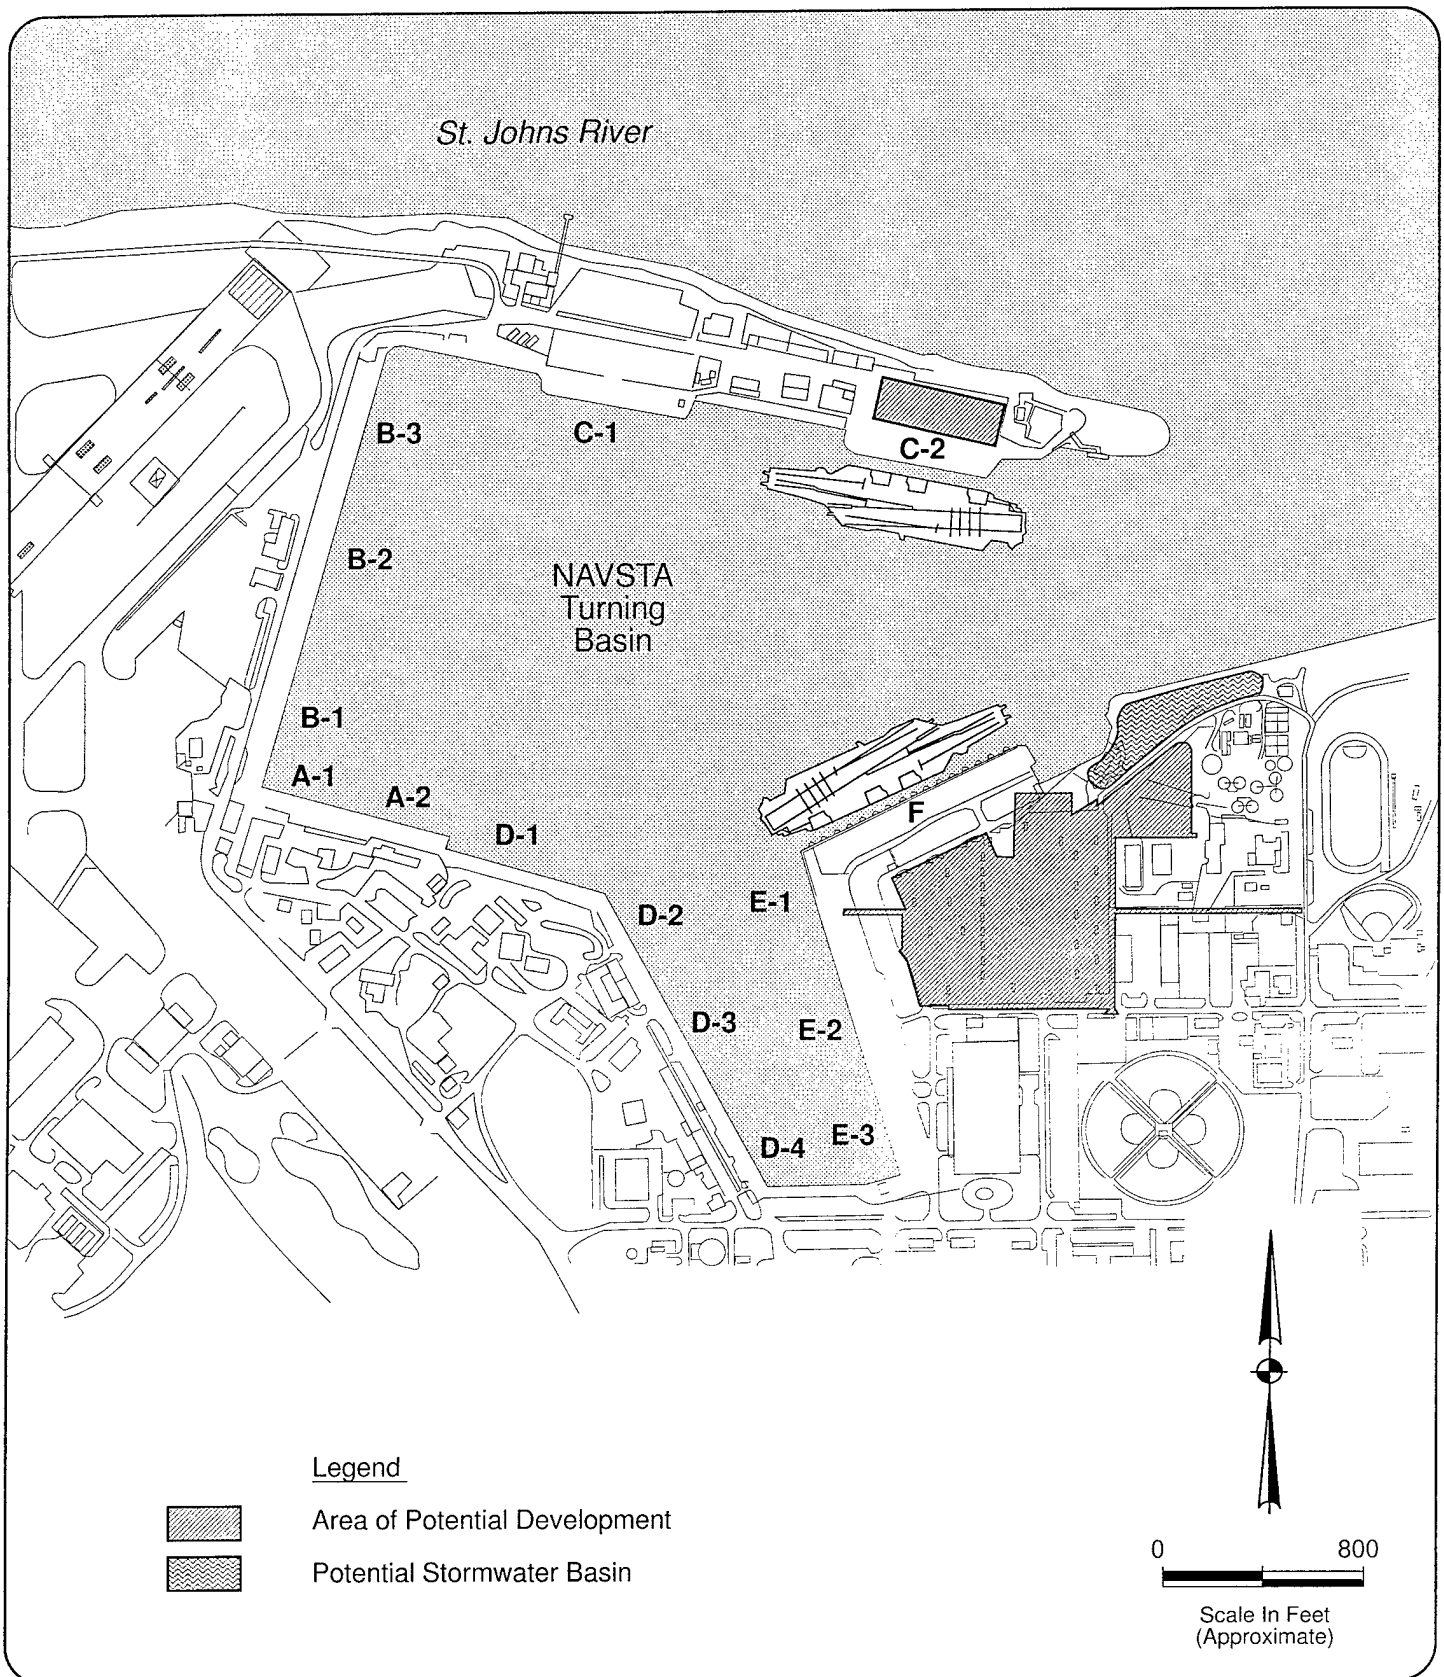 St. Johns River
B-3
C-1
C-2
B-2
NAVSTA
Turning
Basin
B-1
A-1
A-2
D-1
F
E-1
D-2
D-3
E-2
E-3
D-4
Legend
Area of Potential Development
Potential Stormwater Basin
0 800
Scale In Feet
(Approximate)